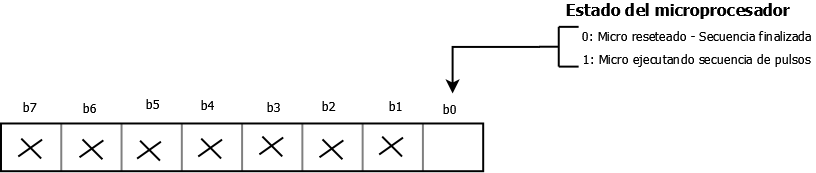 Estado del microprocesador
0: Micro reseteado - Secuencia finalizada
1: Micro ejecutando secuencia de pulsos
b7 b6 b5 b4 b3 b2 b1 b0